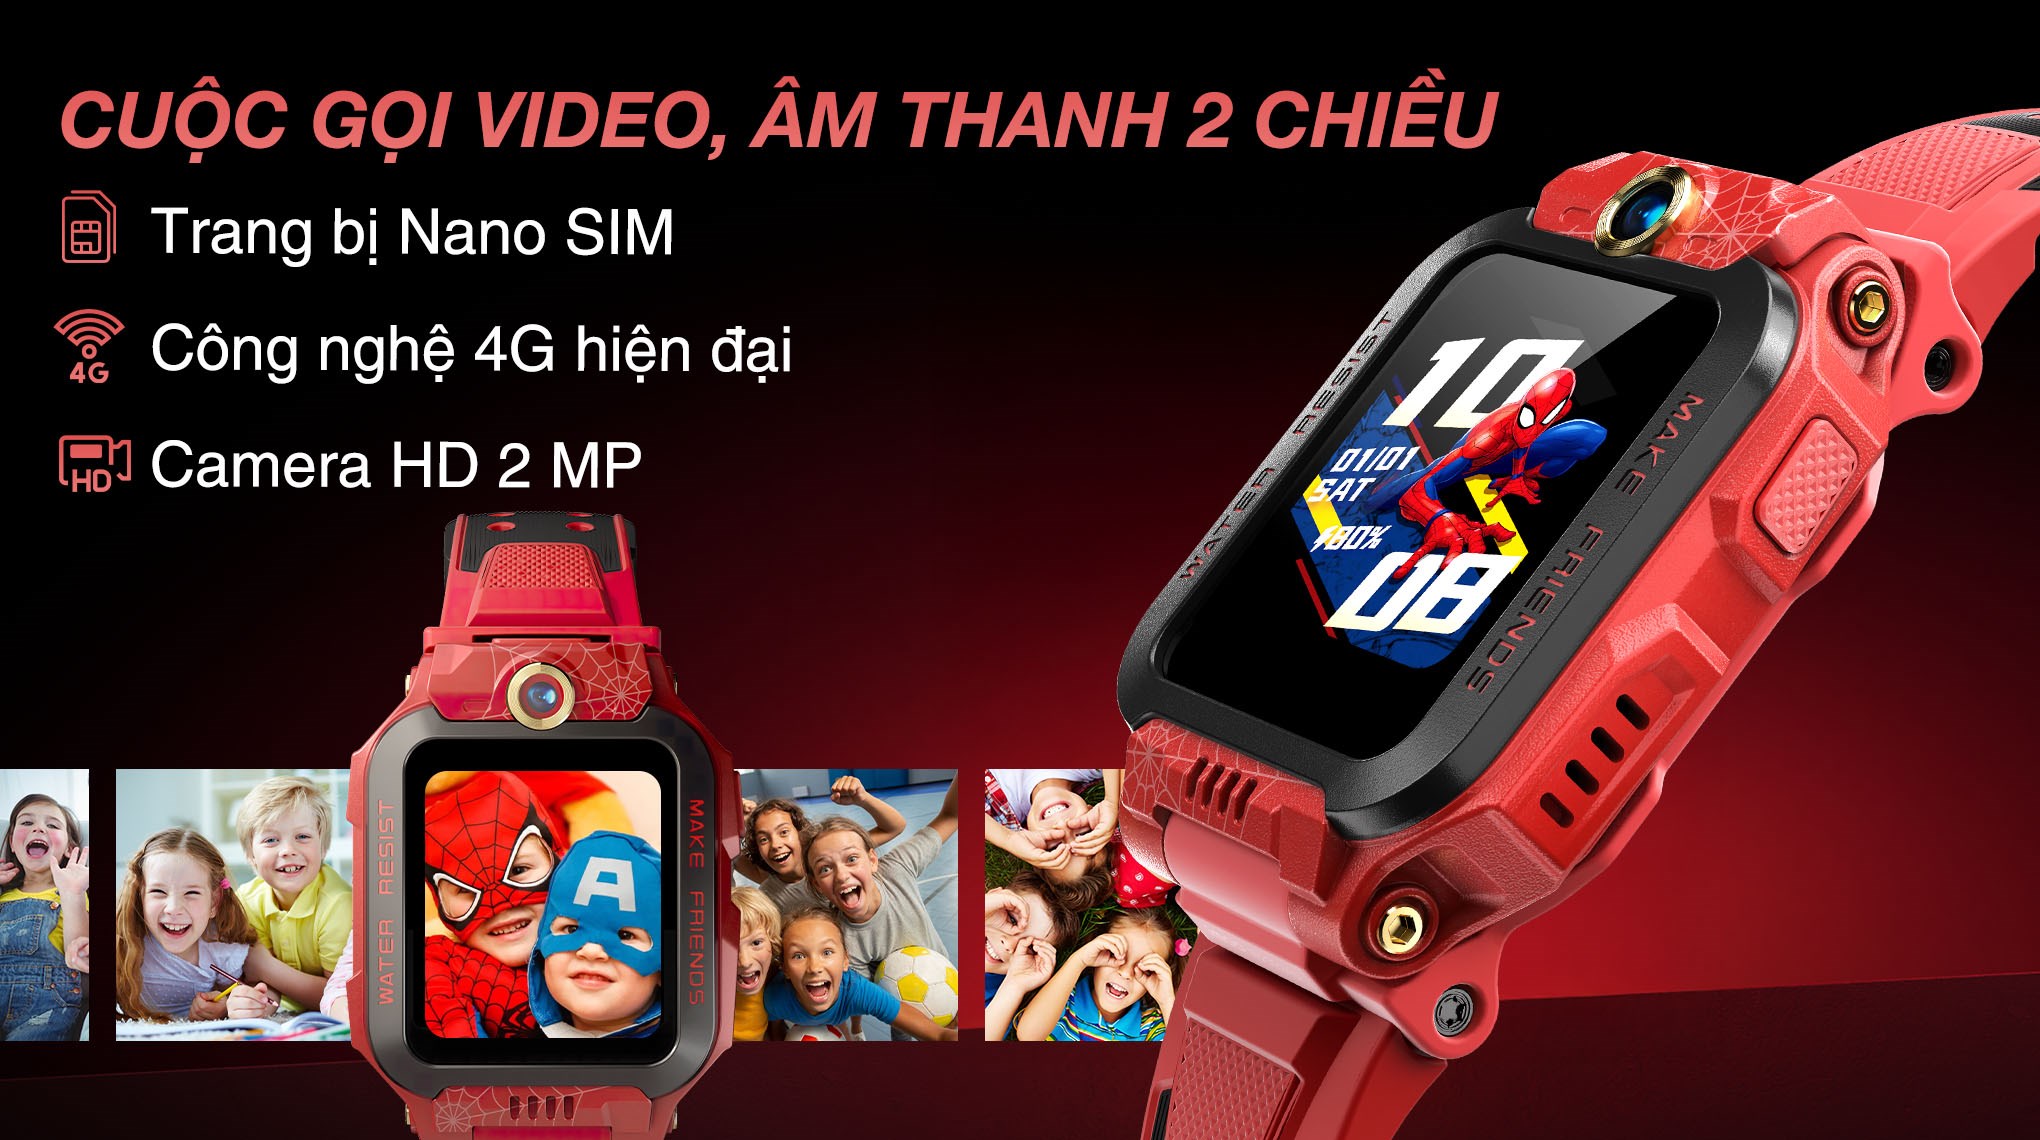 CUỘC GỌI VIDEO, ÂM THANH 2 CHIỀU
Trang bị Nano SIM
4G
Công nghệ 4G hiện đại
HD
Camera HD 2 MP
WATER RESIST
MAKE FRIENDS
10
01/01
SAT
80%
08
WATER RESIST
A
MAKE FRIENDS